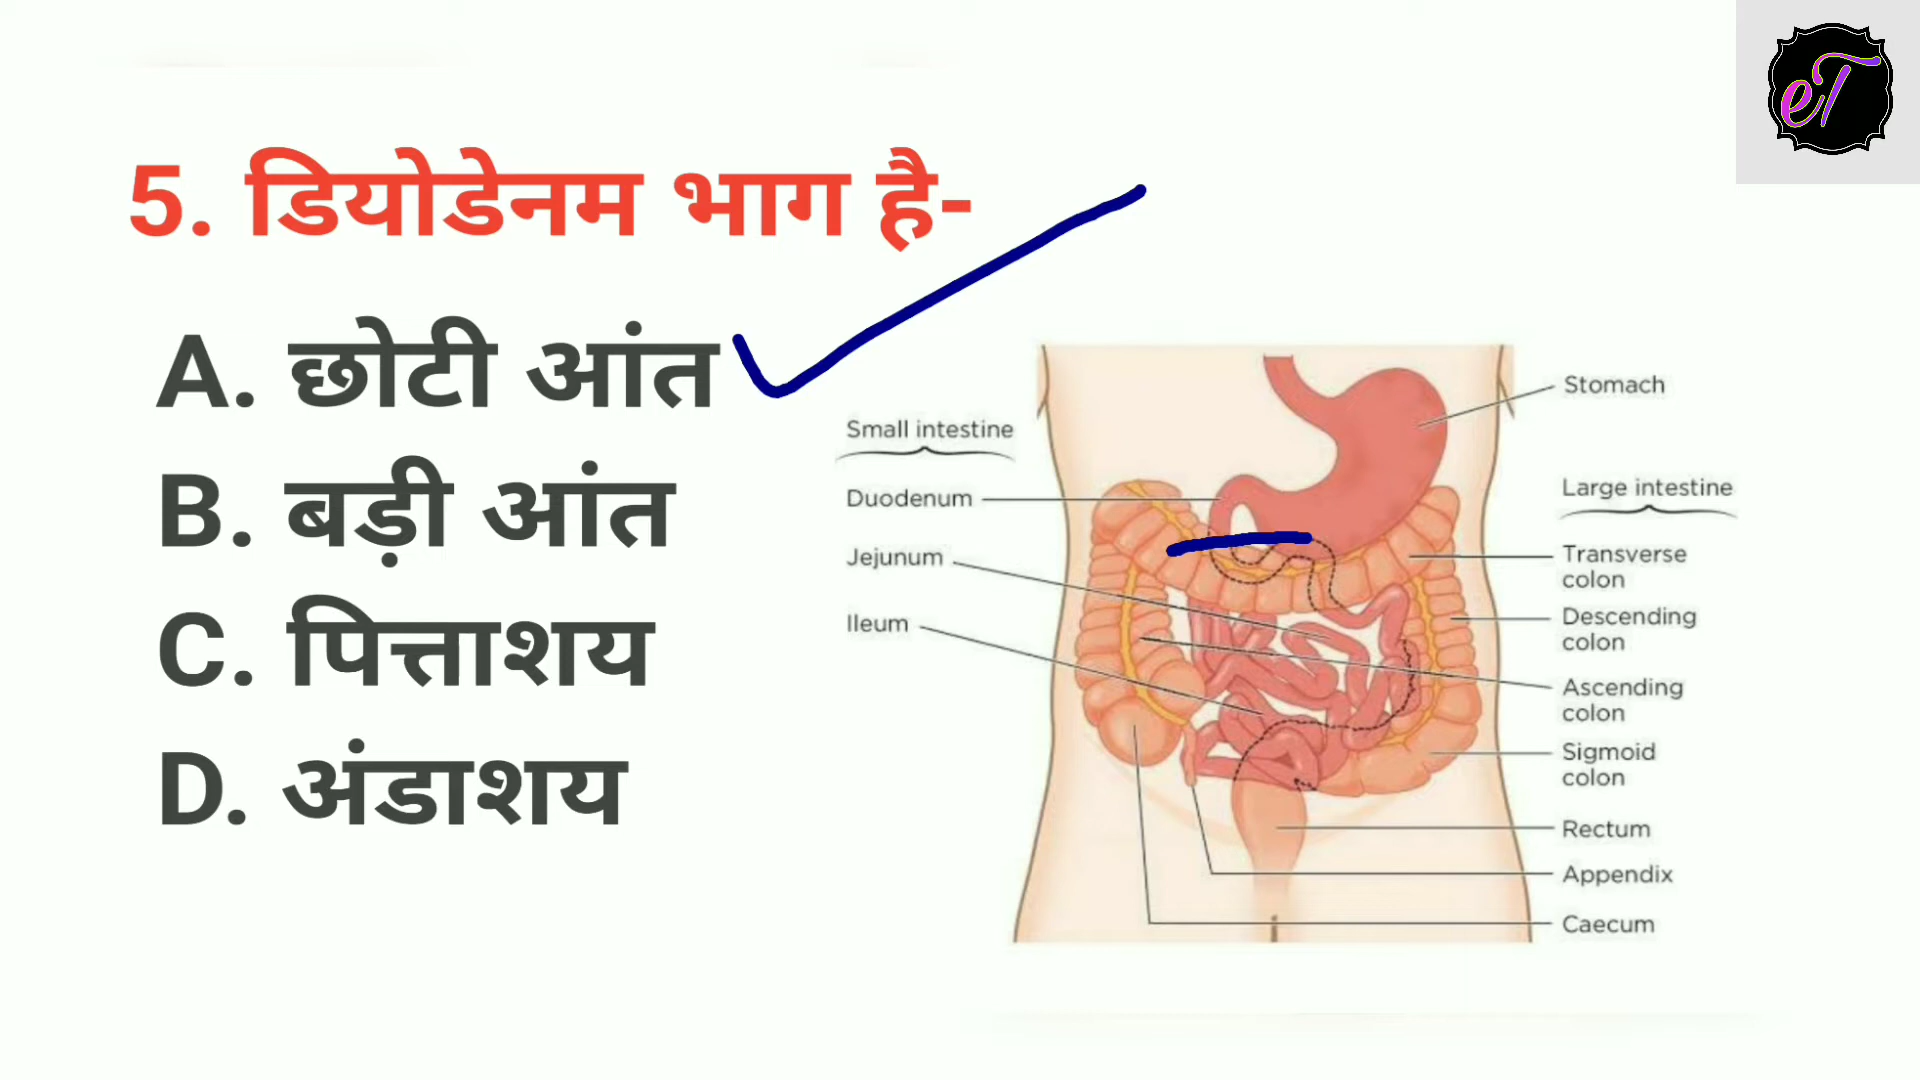 eT
5. डियोडेनम भाग है-
A. छोटी आंत
B. बड़ी आंत
C. पित्ताशय
D. अंडाशय
Small intestine
Duodenum
Jejunum
Ileum
Stomach
Large intestine
Transverse
colon
Descending
colon
Ascending
colon
Sigmoid
colon
Rectum
Appendix
Caecum